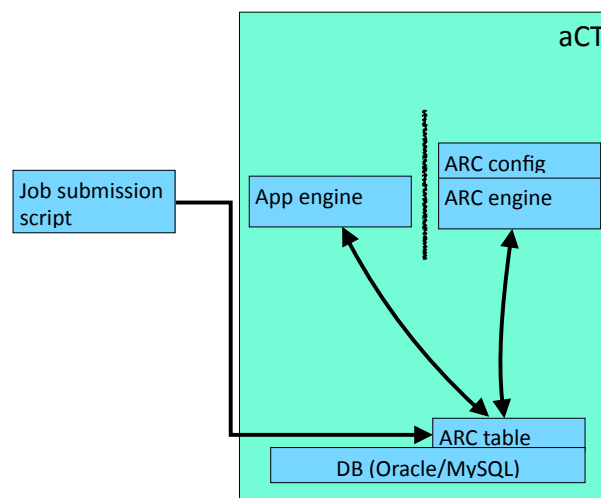 aCT
ARC config
Job submission
script
App engine
ARC engine
ARC table
DB (Oracle/MySQL)